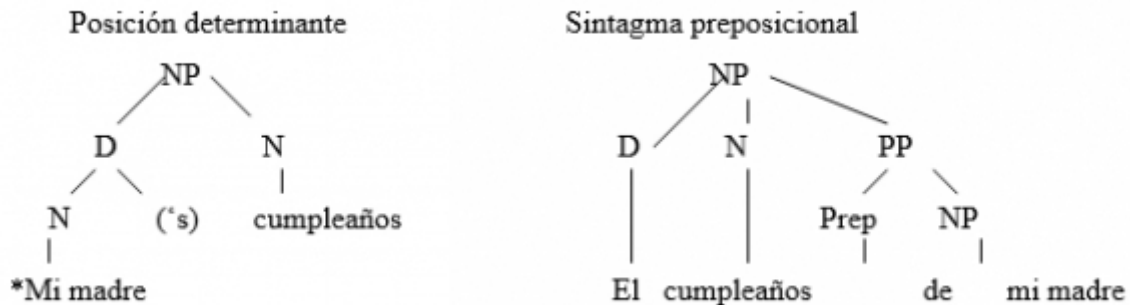 Posición determinante Sintagma preposicional
NP NP
D N D N PP
N (‘s) cumpleaños Prep NP
*Mi madre El cumpleaños de mi madre